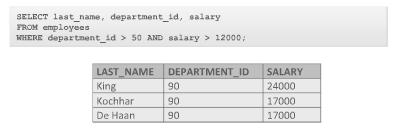 SELECT last_name, department_id, salary
FROM employees
WHERE department_id > 50 AND salary > 12000;
LAST_NAME DEPARTMENT_ID SALARY
King 90 24000
Kochhar 90 17000
De Haan 90 17000